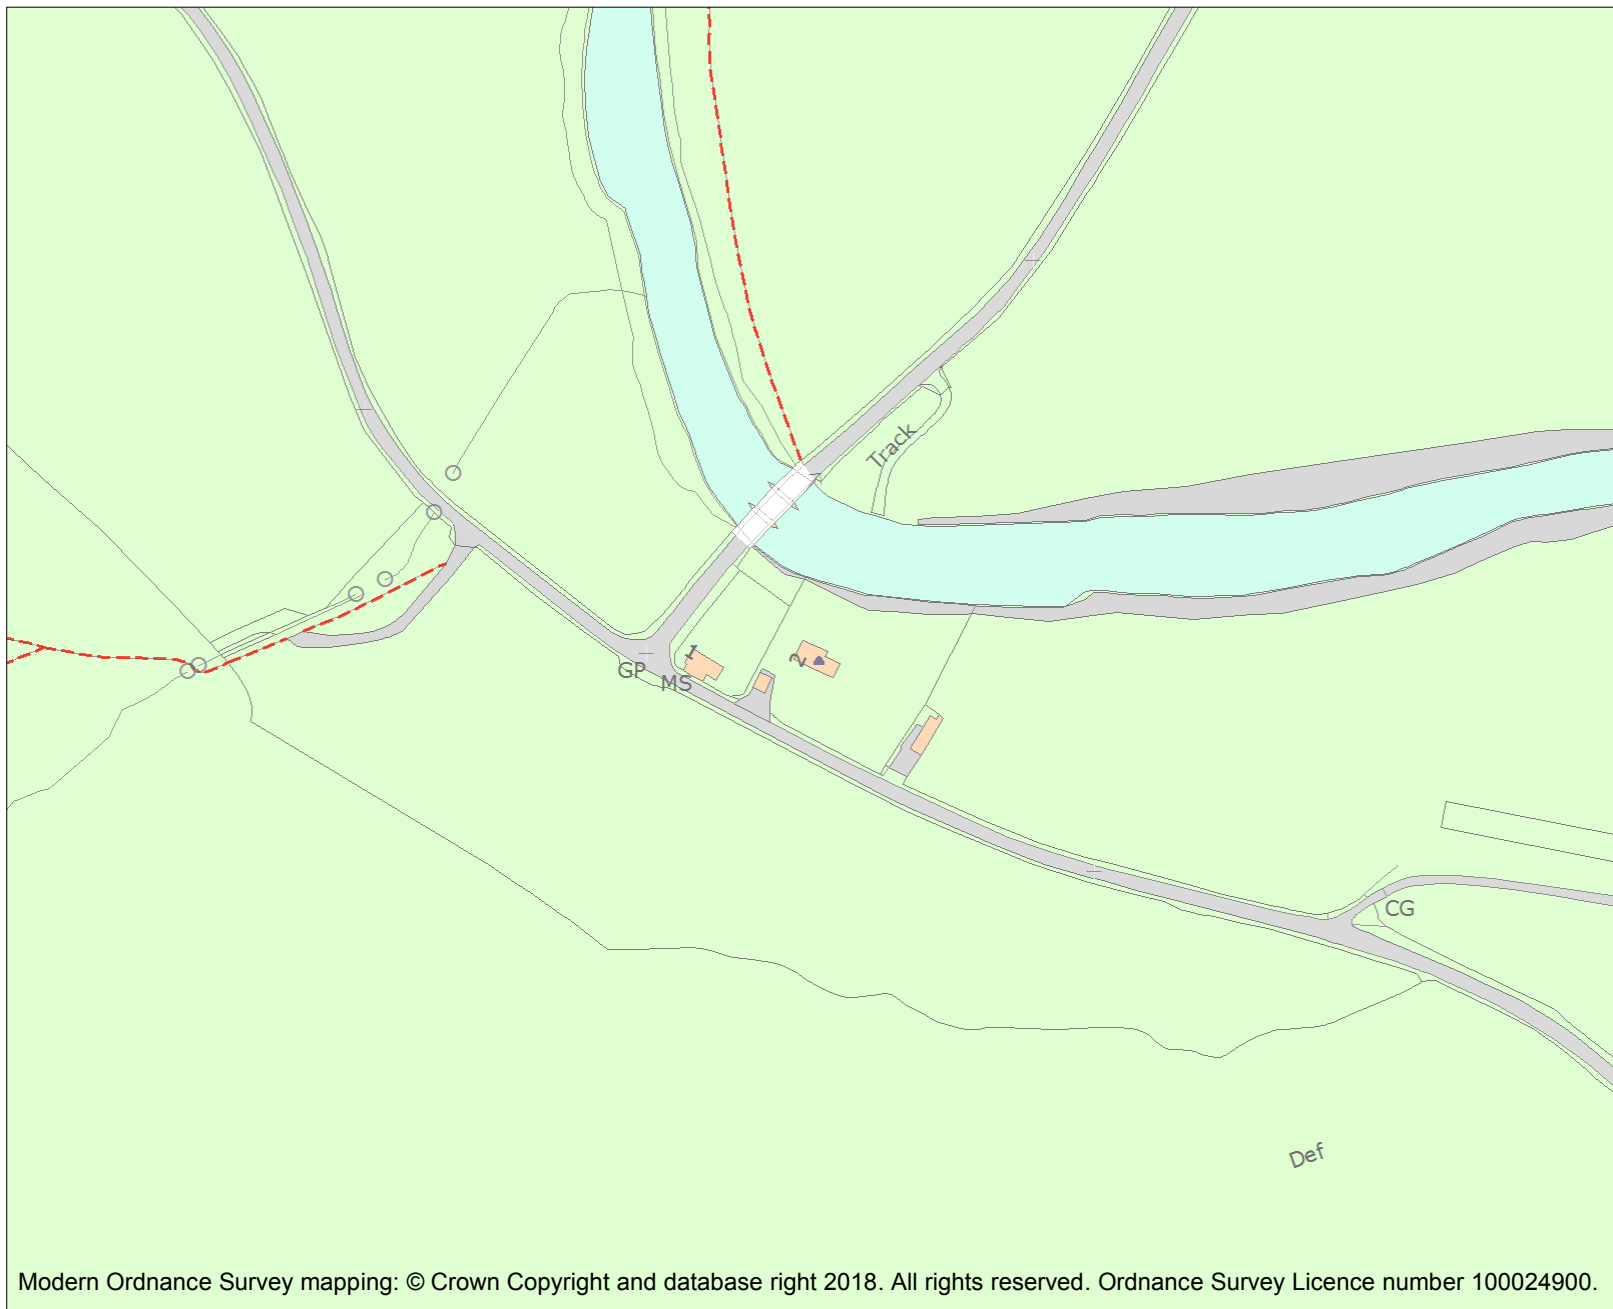 Track
1
2
GP
MS
CG
Def
Modern Ordnance Survey mapping: © Crown Copyright and database right 2018. All rights reserved. Ordnance Survey Licence number 100024900.